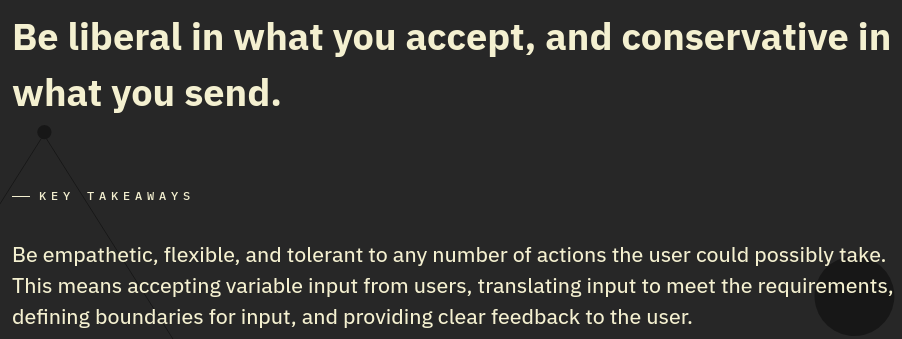 Be liberal in what you accept, and conservative in
what you send.
— KEY TAKEAWAYS
Be empathetic, flexible, and tolerant to any number of actions the user could possibly take.
This means accepting variable input from users, translating input to meet the requirements,
defining boundaries for input, and providing clear feedback to the user.